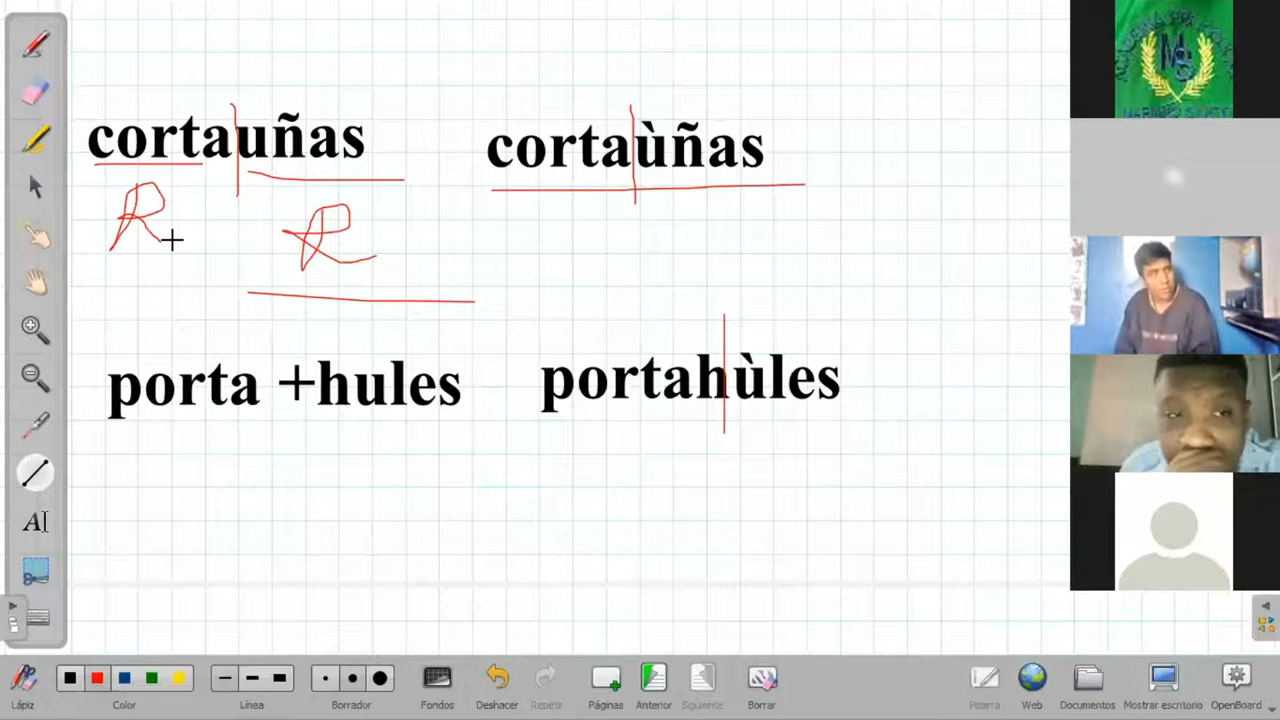 cortauñas
cortaùñas
R
R
porta +hules
portahùles
MS
Lápiz
Color
Línea
Borrador
Fondos
Deshacer
Repetir
Páginas
Anterior
Siguiente
Borrar
Pizarra
Web
Documentos
Mostrar escritorio
OpenBoard